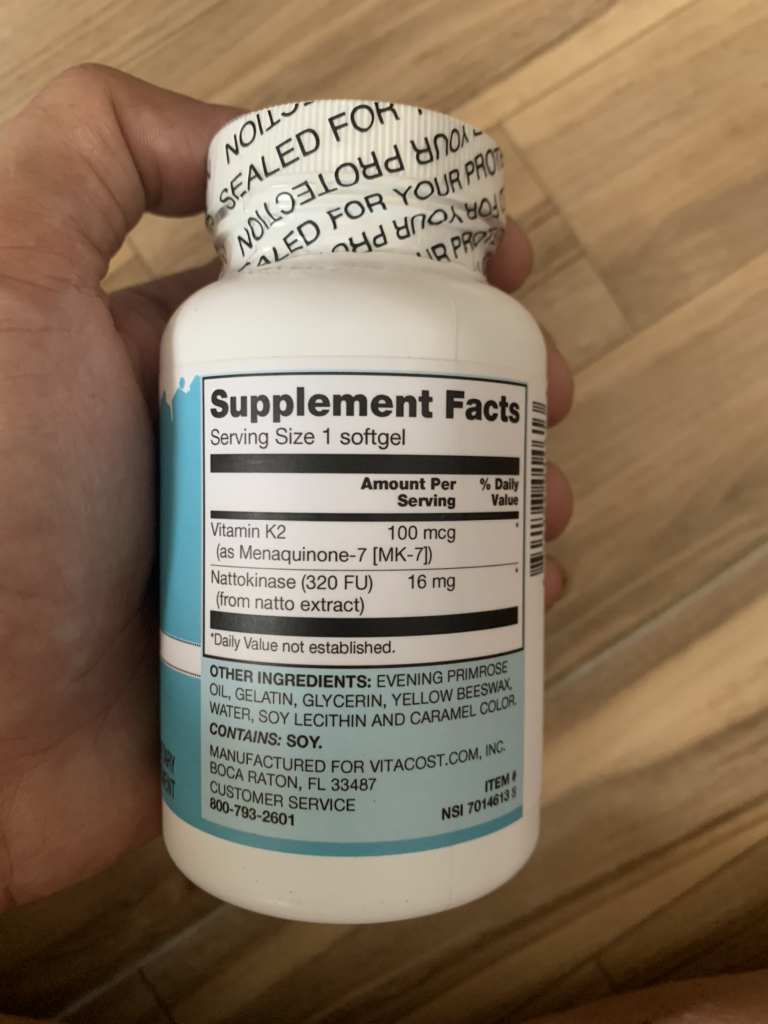 SEALED FOR
YOUR PROTECTION
SEALED FOR YOUR
FOR YOUR
Supplement Facts
Serving Size 1 softgel
Amount Per Serving % Daily Value
Vitamin K2 100 mcg *
(as Menaquinone-7 [MK-7])
Nattokinase (320 FU) 16 mg *
(from natto extract)
*Daily Value not established.
OTHER INGREDIENTS: EVENING PRIMROSE
OIL, GELATIN, GLYCERIN, YELLOW BEESWAX,
WATER, SOY LECITHIN AND CARAMEL COLOR.
CONTAINS: SOY.
MANUFACTURED FOR VITACOST.COM, INC.
BOCA RATON, FL 33487
CUSTOMER SERVICE
800-793-2601
ITEM #
NSI 7014613 S